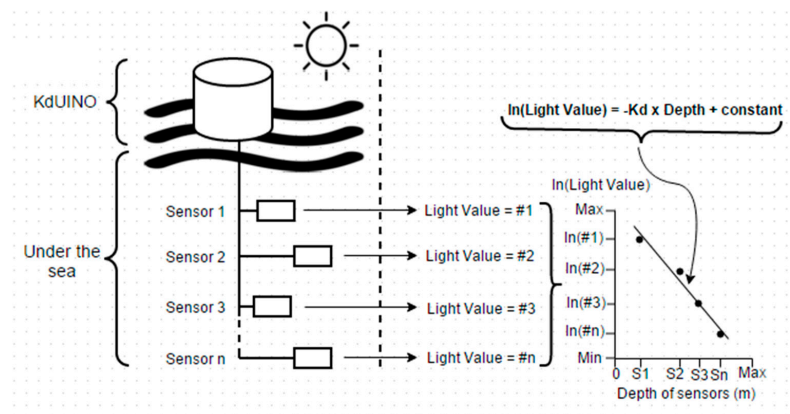 KdUINO
Under the
sea
Sensor 1
Sensor 2
Sensor 3
Sensor n
Light Value = #1
Light Value = #2
Light Value = #3
Light Value = #n
ln(Light Value) = -Kd x Depth + constant
ln(Light Value)
Max
ln(#1)
ln(#2)
ln(#3)
ln(#n)
Min
0 S1 S2 S3 Sn Max
Depth of sensors (m)